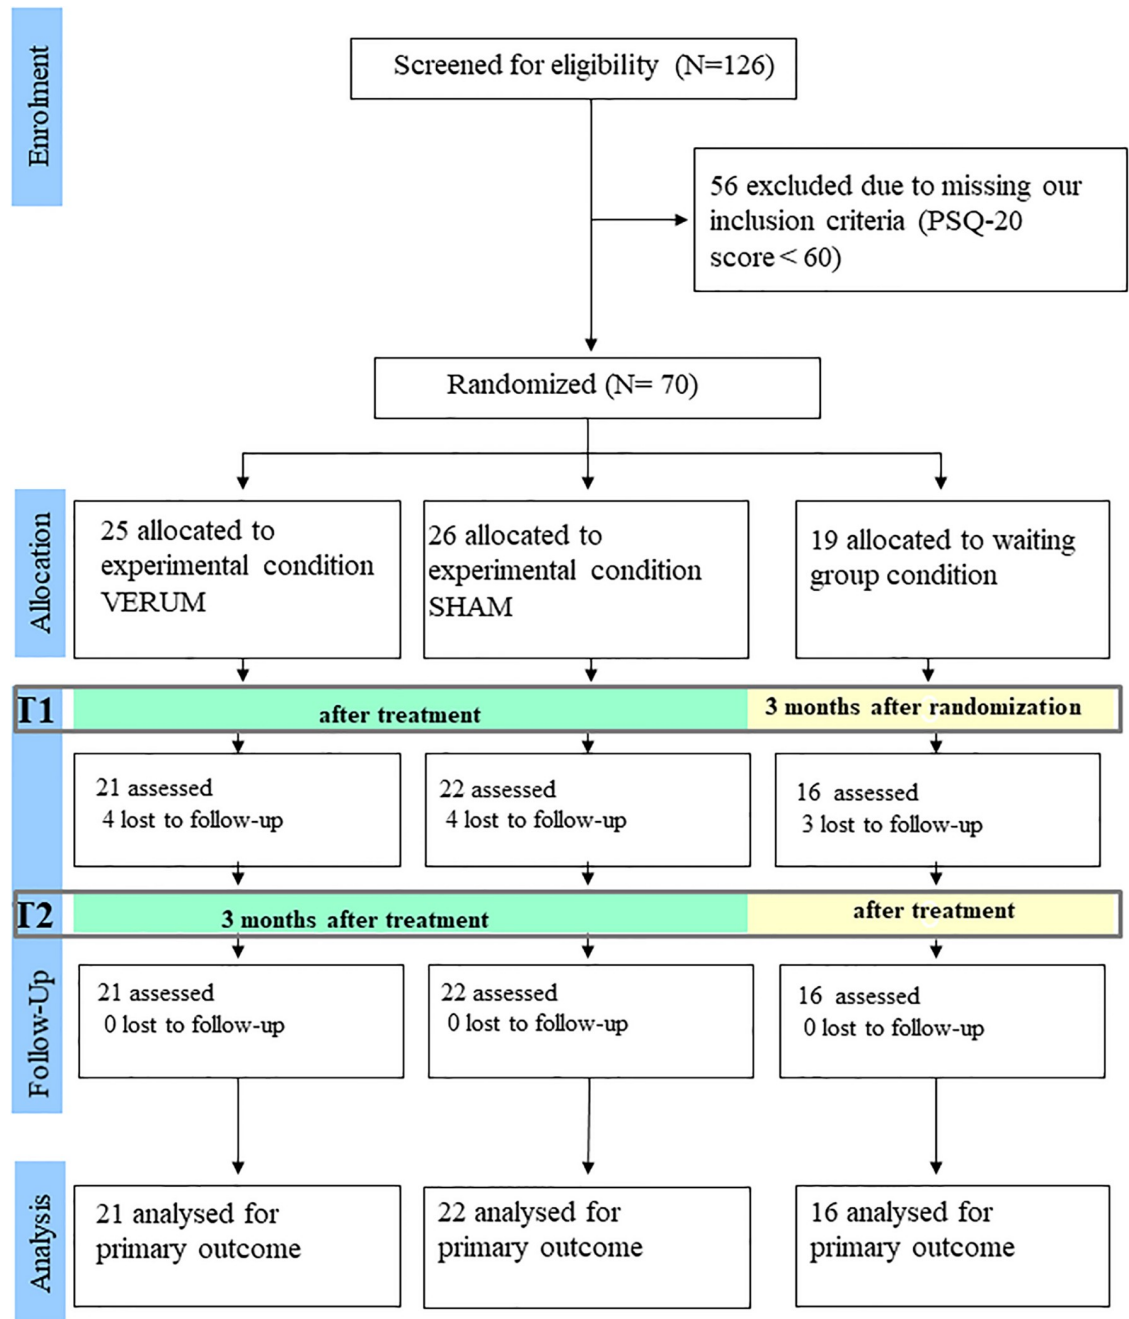 Enrolment
Screened for eligibility (N=126)
56 excluded due to missing our
inclusion criteria (PSQ-20
score < 60)
Randomized (N= 70)
Allocation
25 allocated to
experimental condition
VERUM
26 allocated to
experimental condition
SHAM
19 allocated to waiting
group condition
T1
after treatment
3 months after randomization
21 assessed
4 lost to follow-up
22 assessed
4 lost to follow-up
16 assessed
3 lost to follow-up
T2
3 months after treatment
after treatment
Follow-Up
21 assessed
0 lost to follow-up
22 assessed
0 lost to follow-up
16 assessed
0 lost to follow-up
Analysis
21 analysed for
primary outcome
22 analysed for
primary outcome
16 analysed for
primary outcome